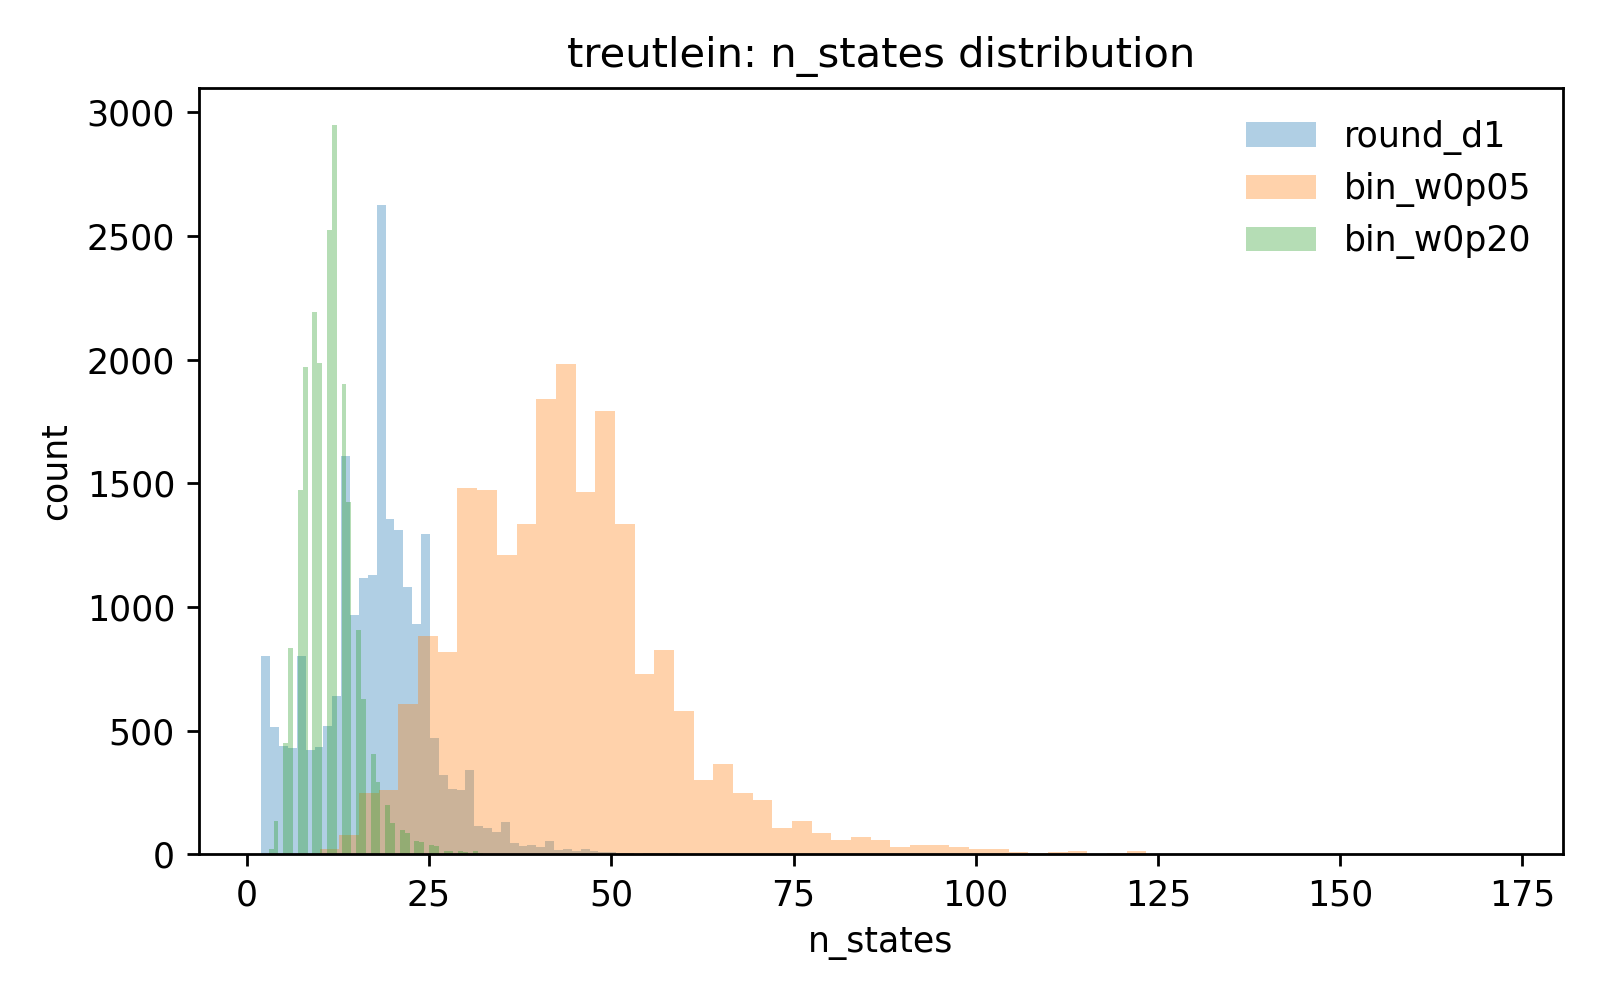 treutlein: n_states distribution
round_d1
bin_w0p05
bin_w0p20
count
3000
2500
2000
1500
1000
500
0
0 25 50 75 100 125 150 175
n_states